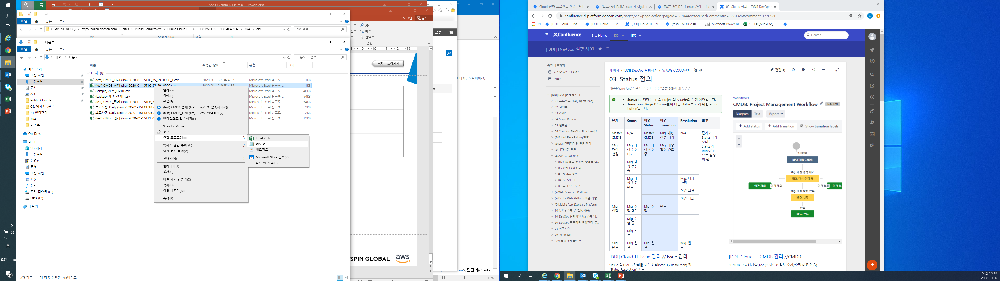 pptD06.pptm [자동 저장] - PowerPoint
old
파일 홈 공유 보기
네트워크(DSG) > http://collab.doosan.com > sites > PublicCloudProject > Public Cloud PJT > 1000.PMO > 1060.환경설정 > JIRA > old
old 검색
이름 수정한 날짜 유형 크기
다운로드
파일 홈 공유 보기
내 PC > 다운로드
다운로드 검색
이름 수정한 날짜 유형 크기
바로 가기
바탕 화면
다운로드
문서
사진
Public Cloud PJT
03. 의사소통관리
41.인력관리
JIRA
회의록
OneDrive
내 PC
3D 개체
다운로드
동영상
문서
바탕 화면
사진
음악
로컬 디스크 (C:)
Data (D:)
네트워크
어제 (8)
(test) CMDB_전체 (Jira) 2020-01-15T16_35_59+0900_1.csv 2020-01-15 오후 4:37 Microsoft Excel 쉼표로 ... 1KB
(test) CMDB_전체 (Jira) 2020-01-15T16_35_59+0900.csv 2020-01-15 오후 4:35 Microsoft Excel 쉼표로 ... 1KB
(sample) 제조_전자IT.csv Microsoft Excel 쉼표로 ... 40KB
(backup) 제조_전자IT.csv Microsoft Excel 쉼표로 ... 54KB
(test) CMDB_전체 (Jira) 2020-01-15T08_3 Microsoft Excel 쉼표로 ... 54KB
보고사항_Daily (Jira) 2020-01-15T13_38_ Microsoft Excel 쉼표로 ... 2KB
보고사항_Daily (Jira) 2020-01-15T13_05_ Microsoft Excel 쉼표로 ... 2KB
(test) CMDB_전체 (Jira) 2020-01-15T11_0 Microsoft Excel 쉼표로 ... 12KB
열기(O)
인쇄(P)
편집(E)
(test) CMDB_전체 (Jira) ....zip으로 압축하기(Q)
(test) CMDB_전체 (Jira) ....7z로 압축하기(7)
반디집으로 압축하기(L)...
Scan for Viruses...
공유
연결 프로그램(H)
액세스 권한 부여 (G)
이전 버전 복원(V)
보내기(N)
잘라내기(T)
복사(C)
바로 가기 만들기(S)
삭제(D)
이름 바꾸기(M)
속성(R)
Excel 2016
메모장
워드패드
Microsoft Store 검색(S)
다른 앱 선택(C)
8개 항목 1개 항목 선택함 915바이트
오전 10:18
21
A
로그인 공유
찾기
바꾸기
선택
편집
8 9 10 11 12 13
목차로 돌아가기
SPIN GLOBAL aws
글로벌
디지털이노베이션;
@doosan.com>; 정찬기(Chanki
100 %
Cloud 전환 프로젝트 이슈 관리
[보고사항_Daily] Issue Navigato
[DCTI-60] DB License 관리 - Jira
03. Status 정의 - [DDI] DevOps
confluence.d-platform.doosan.com/pages/viewpage.action?pageId=1770442&focusedCommentId=1770926#comment-1770926
앱
[DDI] Cloud TF Iss...
[DDI] Cloud TF CM...
[DDI] Cloud TF CM...
(test) CMDB 관리 -...
Microsoft Power BI
일반비_Mig대상_1...
Confluence
Site Home DDI ETC
Search
[DDI] DevOps 실행지원
공간 바로가기
2019-12-20 일정계획
회의록
[DDI] DevOps 실행지원
01. 프로젝트 계획(Project Plan)
02. 회의록
03. 가이드
04. Sprint Review
05. 변화관리
06. Standard DevOps Structure (pil...
① Robot Piece Picking(RPP)
② DMI 전장제어팀 드론 관리
③ 비가시권 드론
④ AWS CLOUD전환
01. JIRA 용도 및 관리 항목별 절차
02. 관리 Field 정의
03. Status 정의
04. 사용자 list
05. 추가 요구사항
⑤ Web. Standard Platform
⑤ Digital Web Platform 표준 개발...
⑥ Mobile App. Standard Platform
10-1. Jira 구축1안(Epic 사용)
10. DevOps 실행지원 Jira 구축_방...
20. DevOps 프로젝트 요청관리 (플...
98. 참고사항
99. Template
S/W 형상관리 솔루션
페이지 / [DDI] DevOps 실행지원 / ④ AWS CLOUD전환
편집(e)
03. Status 정의
정윤주(Yunju Jung) 모우소프트님이 작성, 1월 07, 2020에 최종 변경
Status : 존재하는 Jira의 Project의 issue들의 진행 상태입니다.
Transition : Project의 issue들이 다른 Status로 가기 위한 action button입니다.
단계 Status 반영 Status 반영 Transition Resolution 비고
Master CMDB N/A Master CMDB Mig. 대상 선정 대기 N/A 단계와 Status라기 보다는 Status와 tranistion으로 설정이 됩니다.
Mig. 대상 선정 Mig. 대상 선정 대기 Mig. 대상 선정 중 Mig. 대상 확정 완료
Mig. 대상 선정 중
Mig. 대상 선정 완료 Mig. 대상 확정
이관 보류
이관 제외
Mig. 진행 Mig. 진행 대기 Mig. 진행 완료
Mig. 진행 중
Mig. 완료
Mig. 완료 Mig. 완료 Mig. 완료 Mig. 완료
[DDI] Cloud TF Issue 관리 // issue 관리
: Issue 및 CMDB 관리를 위한 상태(Status / Resolution) 정의 :
"Status Resolution" 시트
Workflows
CMDB: Project Management Workflow INACTIVE
Diagram Text Export
+ Add status + Add transition Show transition labels
Create
MASTER CMDB
Mig. 대상 선정 대기
MIG. 대상 선정 중
이관 제외 이관 제외 이관 보류 이관 보
Mig. 대상 확정 완료
MIG. 진행
완료
MIG. 완료
[DDI] Cloud TF CMDB 관리 //CMDB
: CMDB : "요청사항(1220)" 시트 (* 일부 추가/수정 내용 있음)
오전 10:18
2020-01-16